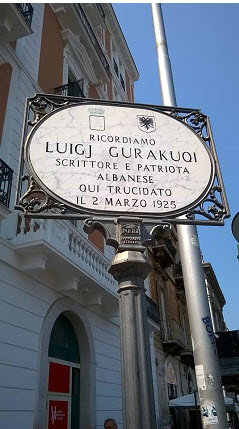 RICORDIAMO
LUIGJ GURAKUQI
SCRITTORE E PATRIOTA
ALBANESE
QUI TRUCIDATO
IL 2 MARZO 1925